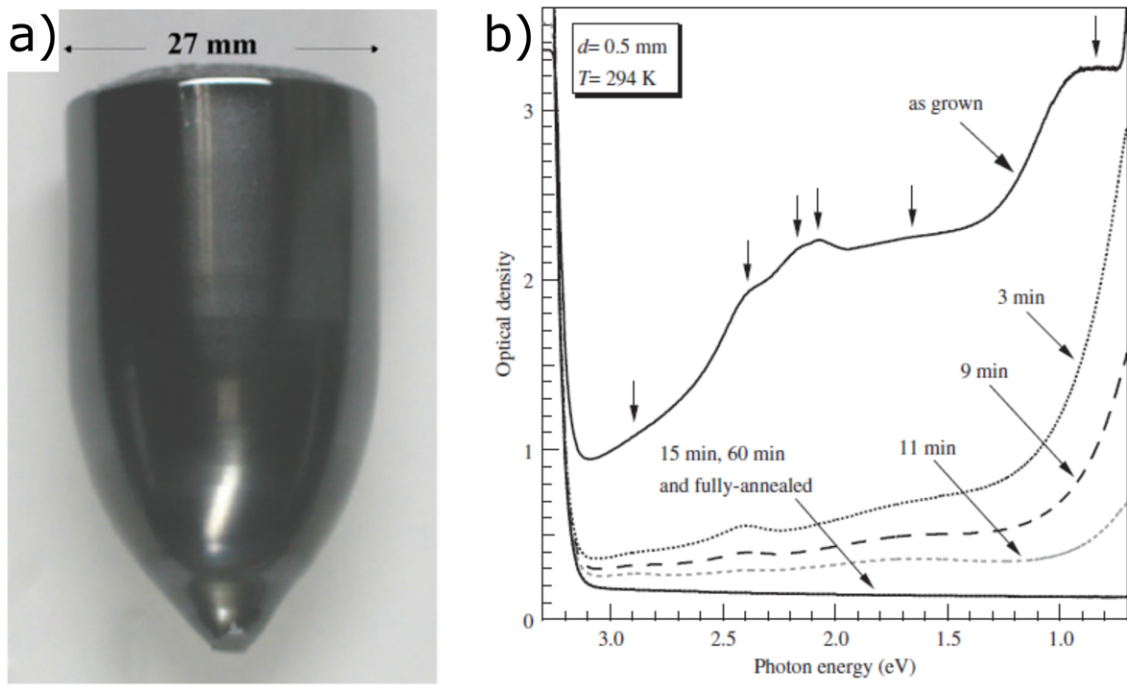 a)
27 mm
b)
d= 0.5 mm
T= 294 K
as grown
3 min
9 min
11 min
15 min, 60 min
and fully-annealed
Optical density
3
2
1
0
3.0 2.5 2.0 1.5 1.0
Photon energy (eV)